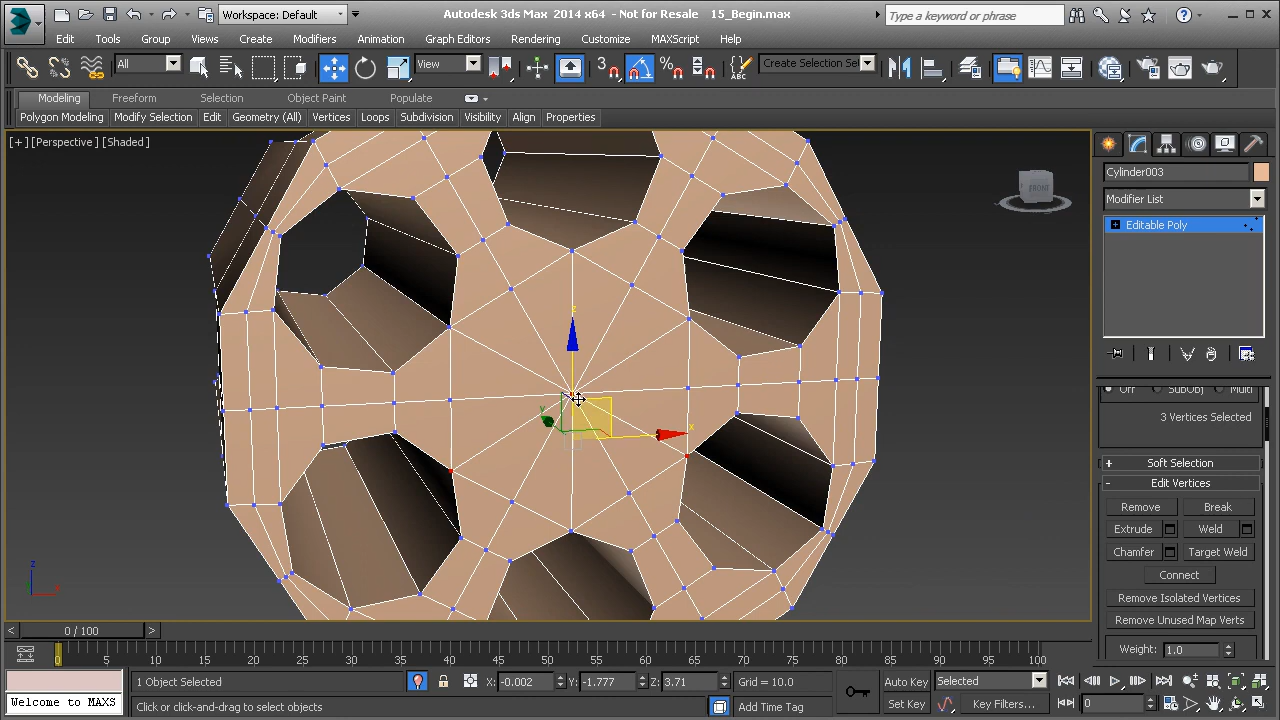 Workspace: Default
Autodesk 3ds Max 2014 x64 - Not for Resale 15_Begin.max
Type a keyword or phrase
Edit Tools Group Views Create Modifiers Animation Graph Editors Rendering Customize MAXScript Help
All View 3 ABC Create Selection Se
Modeling Freeform Selection Object Paint Populate
Polygon Modeling Modify Selection Edit Geometry (All) Vertices Loops Subdivision Visibility Align Properties
[+] [Perspective] [Shaded]
FRONT
Cylinder003
Modifier List
Editable Poly
Off SubObj Multi
3 Vertices Selected
+ Soft Selection
- Edit Vertices
Remove Break
Extrude Weld
Chamfer Target Weld
Connect
Remove Isolated Vertices
Remove Unused Map Verts
Weight: 1.0
z
x
y
z
< 0 / 100 >
0 5 10 15 20 25 30 35 40 45 50 55 60 65 70 75 80 85 90 95 100
1 Object Selected X: -0.002 Y: -1.777 Z: 3.71 Grid = 10.0 Auto Key Selected
Welcome to MAXS Click or click-and-drag to select objects Add Time Tag Set Key Key Filters... 0